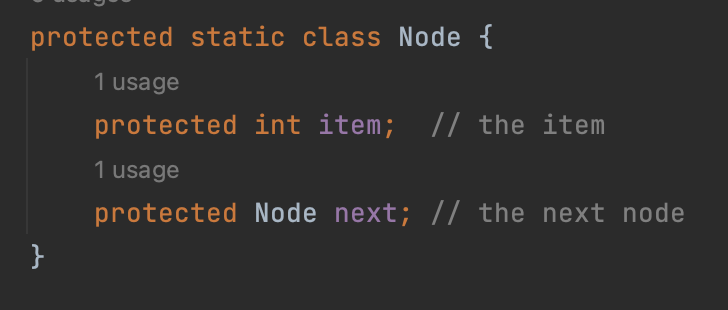 protected static class Node {
1 usage
protected int item;  // the item
1 usage
protected Node next; // the next node
}